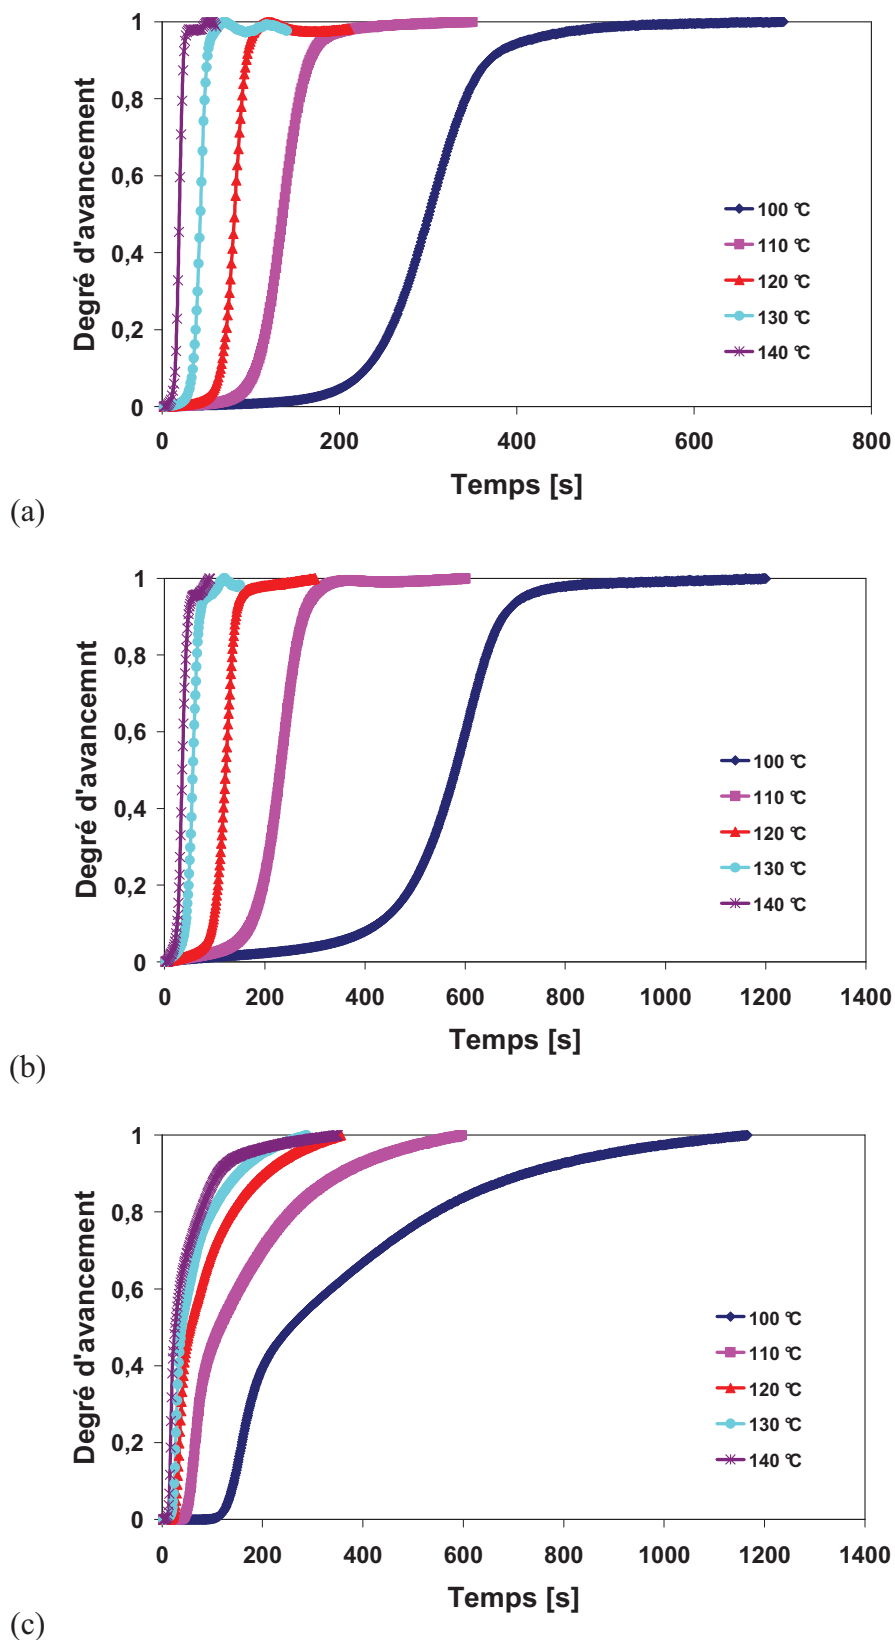 1
0,8
0,6
0,4
0,2
0
Degré d'avancement
0 200 400 600 800
Temps [s]
100 °C
110 °C
120 °C
130 °C
140 °C
(a)
1
0,8
0,6
0,4
0,2
0
Degré d'avancemnt
0 200 400 600 800 1000 1200 1400
Temps [s]
100 °C
110 °C
120 °C
130 °C
140 °C
(b)
1
0,8
0,6
0,4
0,2
0
Degré d'avancement
0 200 400 600 800 1000 1200 1400
Temps [s]
100 °C
110 °C
120 °C
130 °C
140 °C
(c)